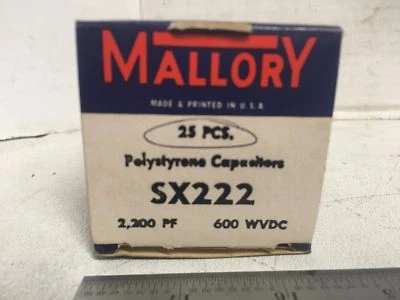 MALLORY
MADE & PRINTED IN U.S.A.
25 PCS.
Polystyrene Capacitors
SX222
2,200 PF 600 WVDC